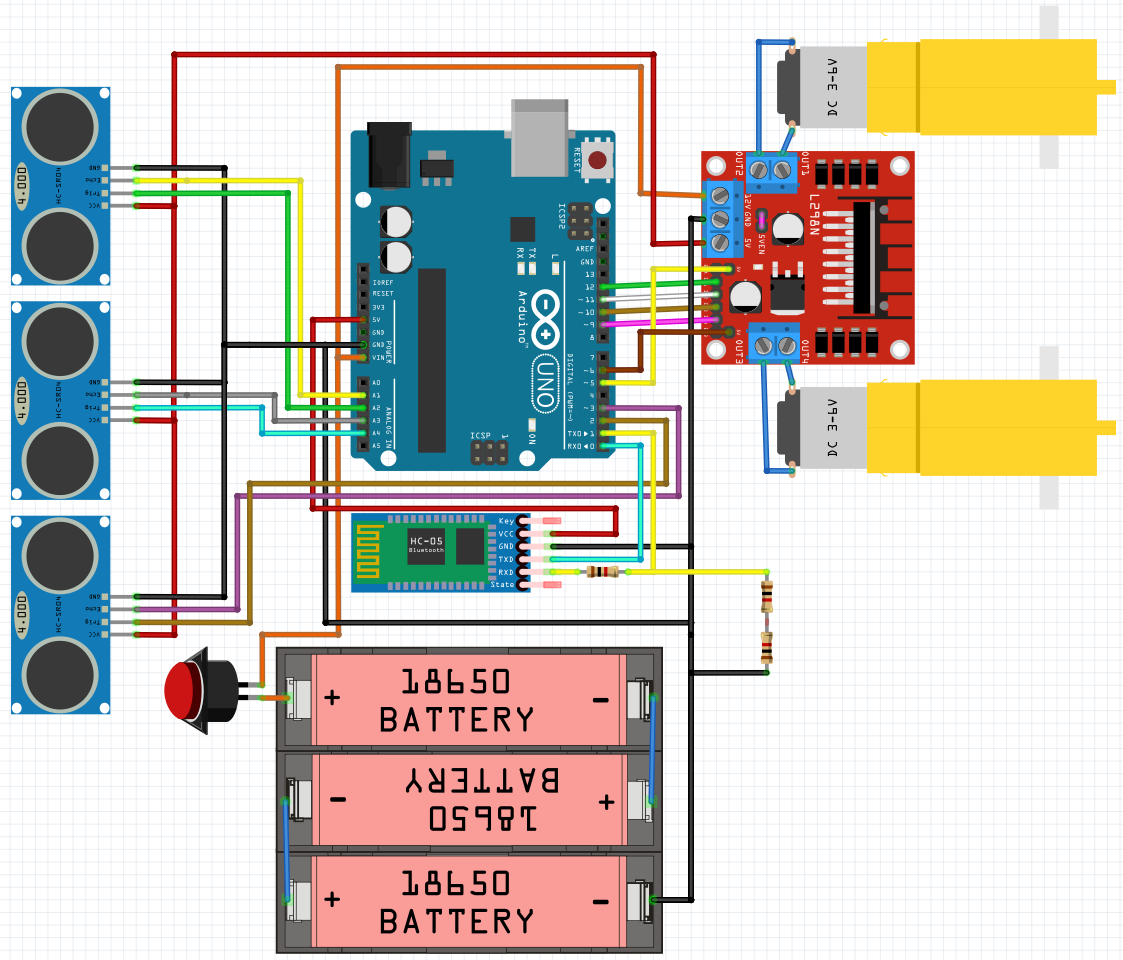 GND
Echo
Trig
VCC
HC-SR04
4.000
GND
Echo
Trig
VCC
HC-SR04
4.000
GND
Echo
Trig
VCC
HC-SR04
4.000
RESET
ICSP2
AREF
GND
13
12
~11
~10
~9
8
7
~6
~5
4
~3
2
TXD▶1
RXD◀0
DIGITAL (PWM=~)
RX
TX
L
Arduino™
UNO
ON
ICSP
1
IOREF
RESET
3V3
5V
GND
GND
VIN
POWER
A0
A1
A2
A3
A4
A5
ANALOG IN
OUT2
OUT1
12V
GND
5V
5VEN
L298N
OUT3
OUT4
DC 3-6V
DC 3-6V
HC-05
Bluetooth
Key
VCC
GND
TXD
RXD
State
+ 18650 -
BATTERY
- BATTERY +
18650
+ 18650 -
BATTERY